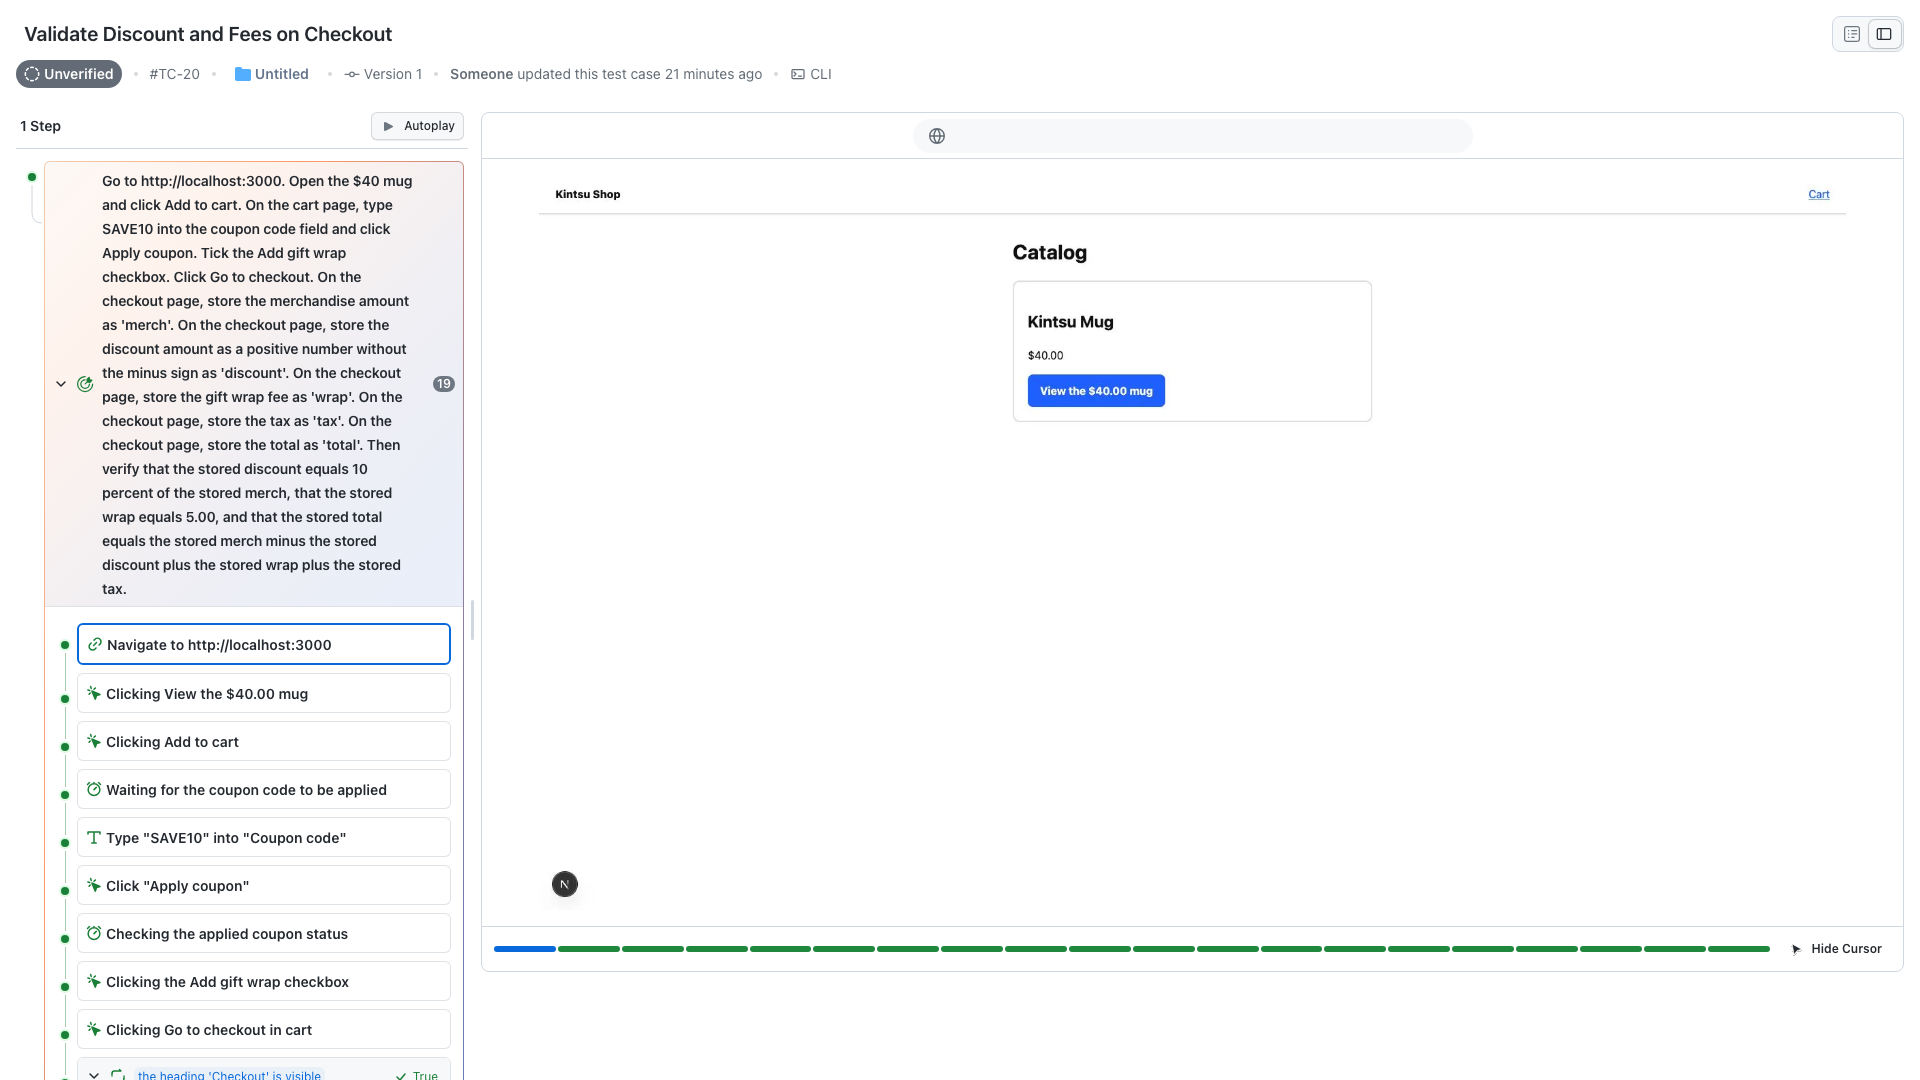 Validate Discount and Fees on Checkout
Unverified • #TC-20 • Untitled • Version 1 • Someone updated this test case 21 minutes ago • CLI
1 Step
Autoplay
Go to http://localhost:3000. Open the $40 mug
and click Add to cart. On the cart page, type
SAVE10 into the coupon code field and click
Apply coupon. Tick the Add gift wrap
checkbox. Click Go to checkout. On the
checkout page, store the merchandise amount
as 'merch'. On the checkout page, store the
discount amount as a positive number without
the minus sign as 'discount'. On the checkout
page, store the gift wrap fee as 'wrap'. On the
checkout page, store the tax as 'tax'. On the
checkout page, store the total as 'total'. Then
verify that the stored discount equals 10
percent of the stored merch, that the stored
wrap equals 5.00, and that the stored total
equals the stored merch minus the stored
discount plus the stored wrap plus the stored
tax.
19
Navigate to http://localhost:3000
Clicking View the $40.00 mug
Clicking Add to cart
Waiting for the coupon code to be applied
Type "SAVE10" into "Coupon code"
Click "Apply coupon"
Checking the applied coupon status
Clicking the Add gift wrap checkbox
Clicking Go to checkout in cart
the heading 'Checkout' is visible
True
Kintsu Shop
Cart
Catalog
Kintsu Mug
$40.00
View the $40.00 mug
N
Hide Cursor